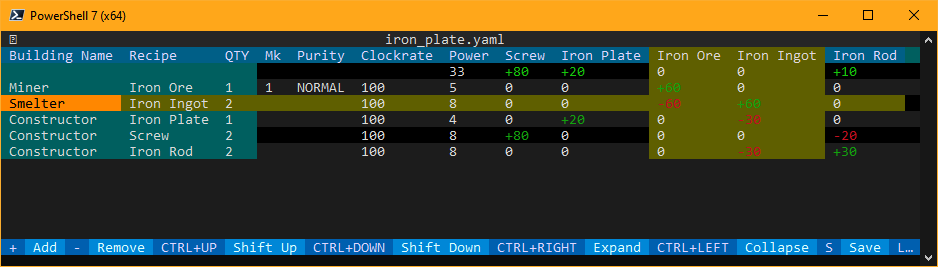 PowerShell 7 (x64)
iron_plate.yaml
Building Name Recipe QTY Mk Purity Clockrate Power Screw Iron Plate Iron Ore Iron Ingot Iron Rod
33 +80 +20 0 0 +10
Miner Iron Ore 1 1 NORMAL 100 5 0 0 +60 0 0
Smelter Iron Ingot 2 100 8 0 0 -60 +60 0
Constructor Iron Plate 1 100 4 0 +20 0 -30 0
Constructor Screw 2 100 8 +80 0 0 0 -20
Constructor Iron Rod 2 100 8 0 0 0 -30 +30
+ Add - Remove CTRL+UP Shift Up CTRL+DOWN Shift Down CTRL+RIGHT Expand CTRL+LEFT Collapse S Save L…